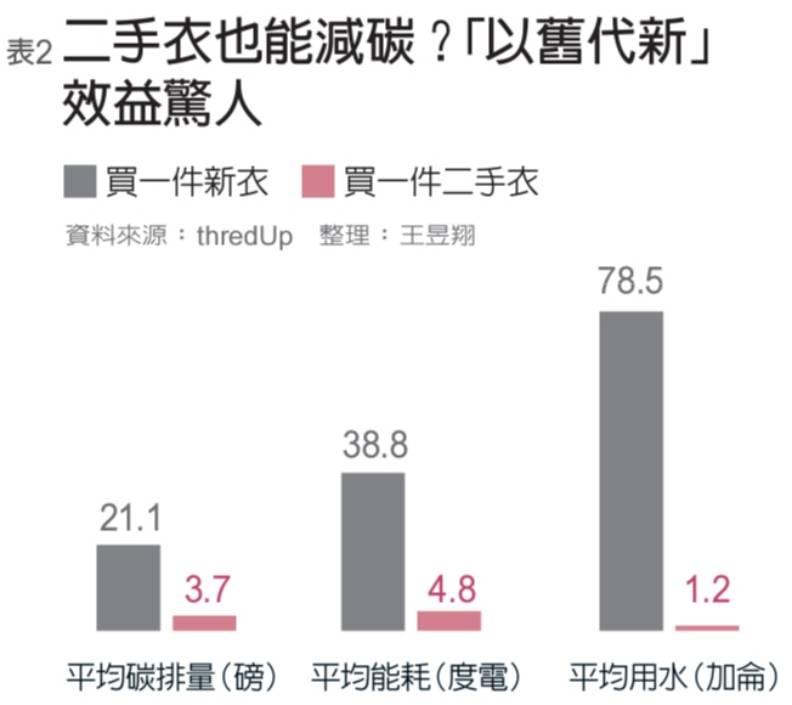 表2 二手衣也能減碳?「以舊代新」
效益驚人
買一件新衣 買一件二手衣
資料來源:thredUp 整理:王昱翔
78.5
38.8
21.1
3.7 4.8 1.2
平均碳排量(磅) 平均能耗(度電) 平均用水(加侖)